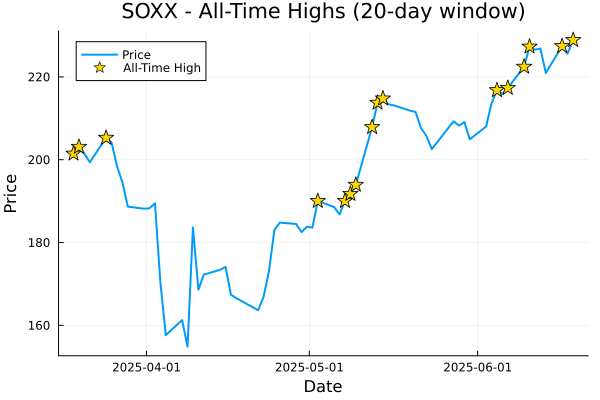 SOXX - All-Time Highs (20-day window)
Price
All-Time High
220
200
180
160
Price
2025-04-01
2025-05-01
2025-06-01
Date